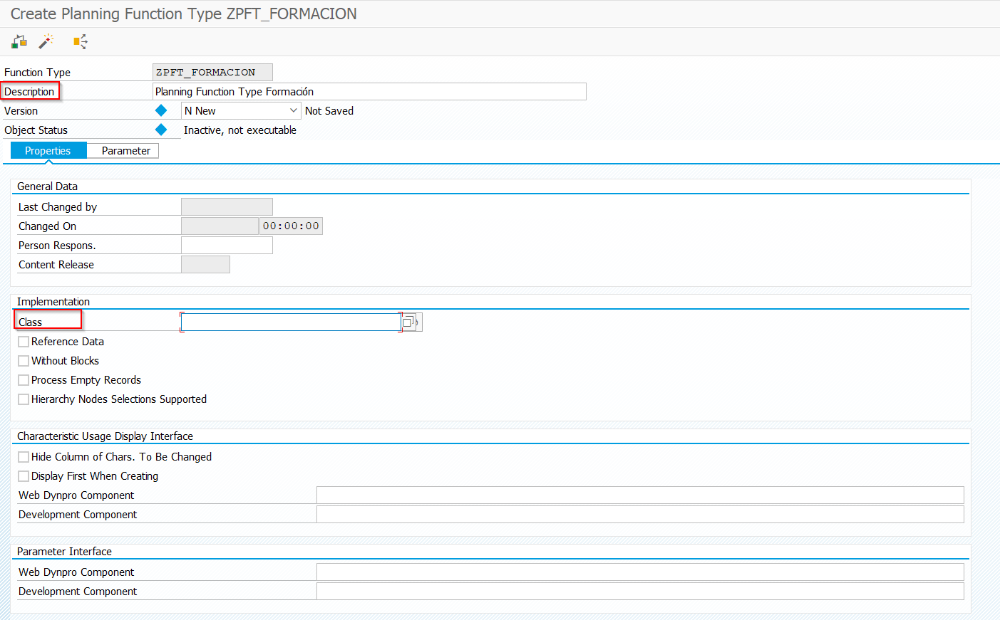 Create Planning Function Type ZPFT_FORMACION
Function Type ZPFT_FORMACION
Description Planning Function Type Formación
Version N New Not Saved
Object Status Inactive, not executable
Properties Parameter
General Data
Last Changed by
Changed On 00:00:00
Person Respons.
Content Release
Implementation
Class
Reference Data
Without Blocks
Process Empty Records
Hierarchy Nodes Selections Supported
Characteristic Usage Display Interface
Hide Column of Chars. To Be Changed
Display First When Creating
Web Dynpro Component
Development Component
Parameter Interface
Web Dynpro Component
Development Component